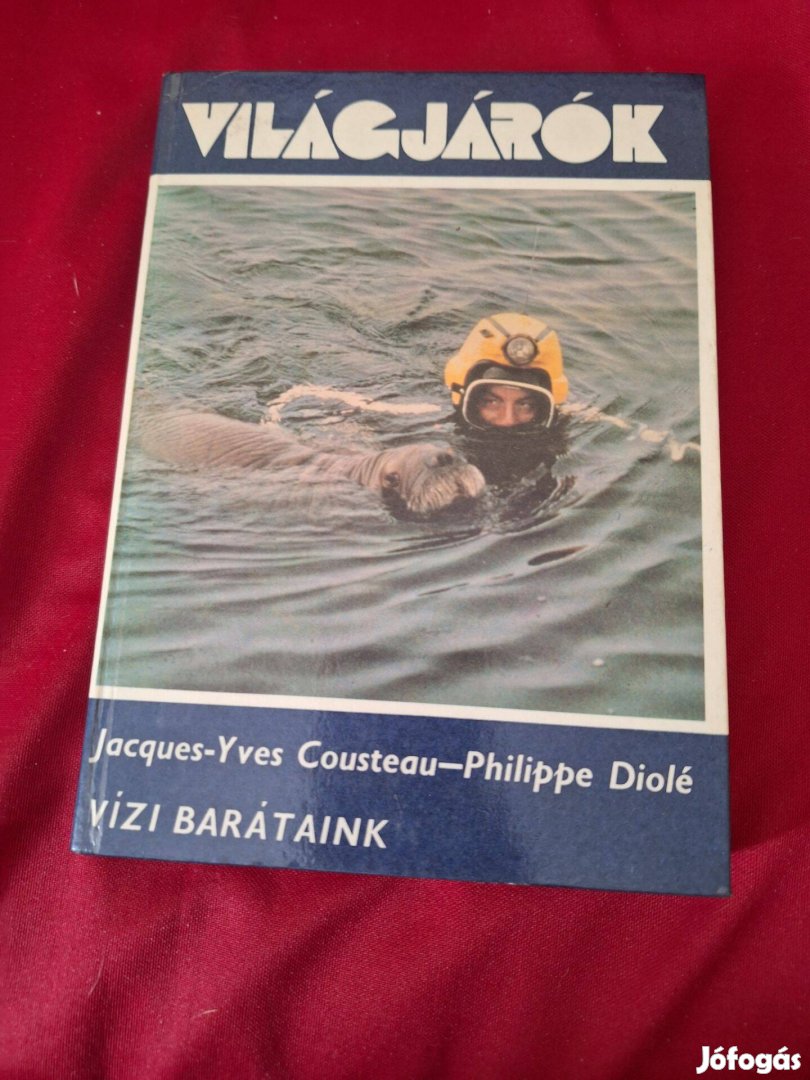 VILÁGJÁRÓK
Jacques-Yves Cousteau—Philippe Diolé
VÍZI BARÁTAINK
Jófogás